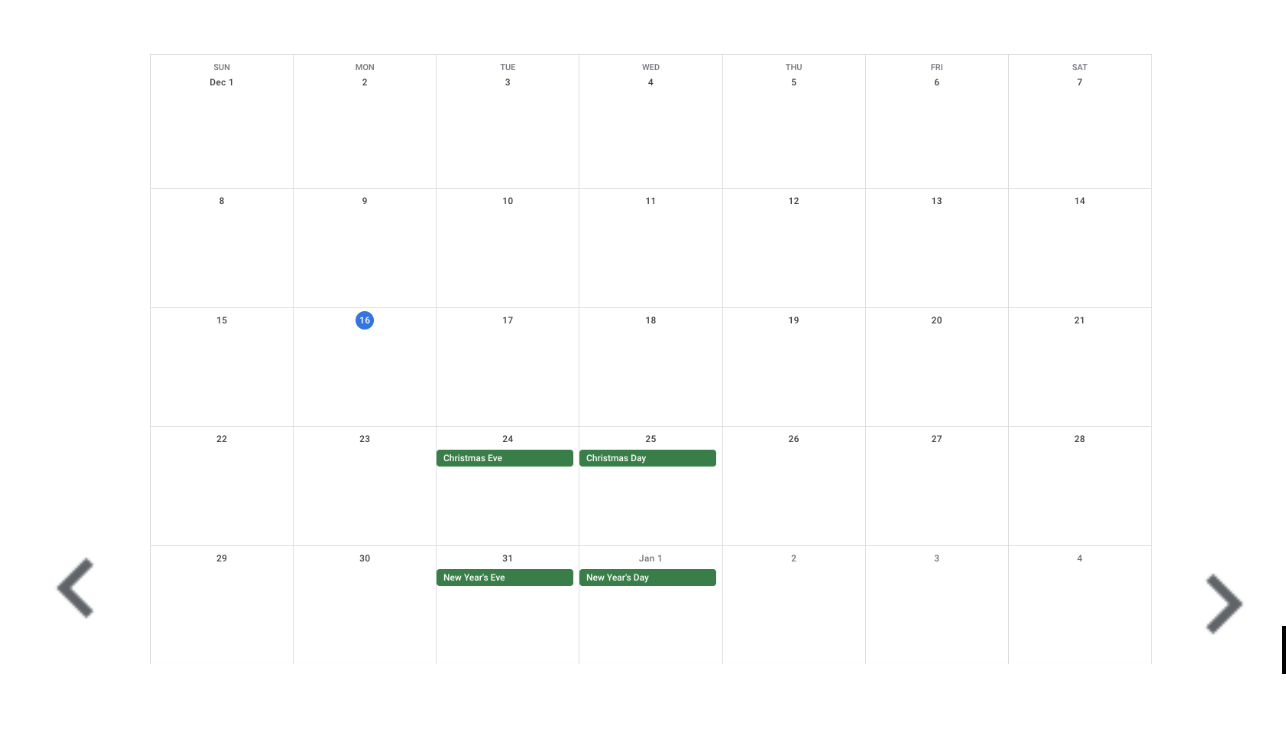 SUN MON TUE WED THU FRI SAT
Dec 1 2 3 4 5 6 7
8 9 10 11 12 13 14
15 16 17 18 19 20 21
22 23 24 25 26 27 28
Christmas Eve Christmas Day
29 30 31 Jan 1 2 3 4
New Year's Eve New Year's Day